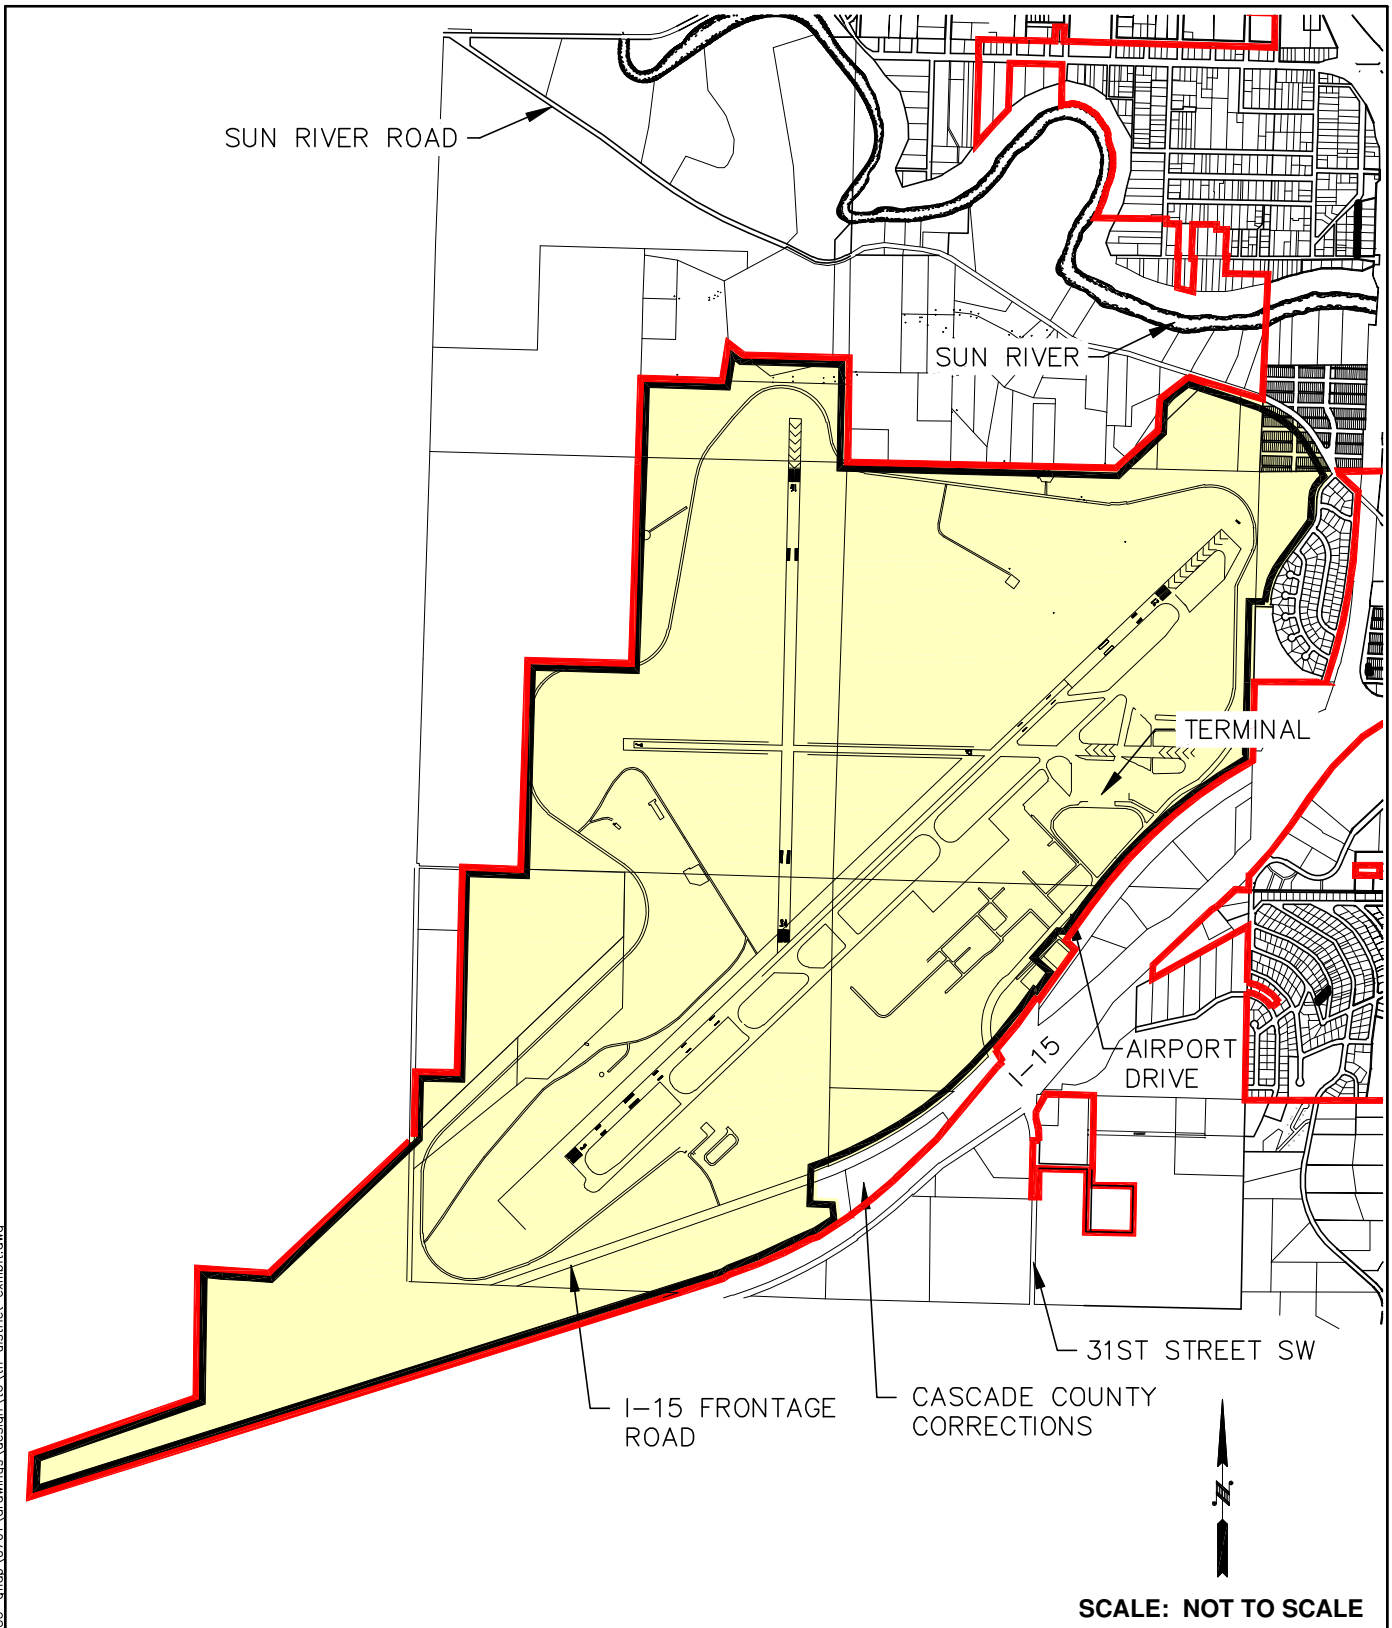 SUN RIVER ROAD
SUN RIVER
TERMINAL
I-15
AIRPORT
DRIVE
31ST STREET SW
I-15 FRONTAGE
ROAD
CASCADE COUNTY
CORRECTIONS
N
SCALE: NOT TO SCALE